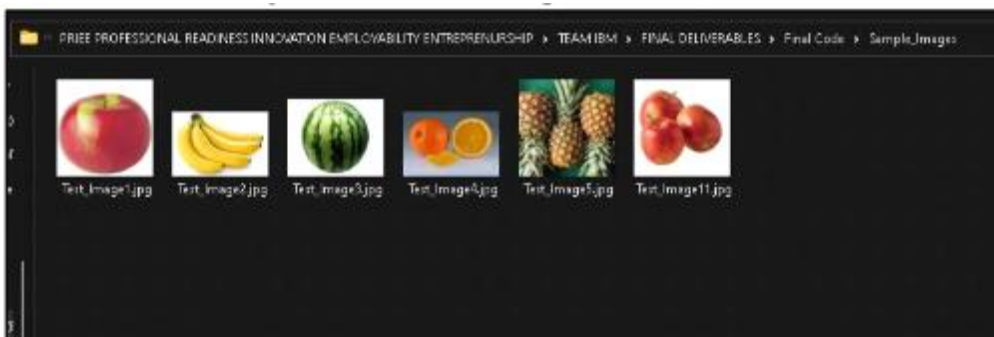 PRIEE PROFESSIONAL READINESS INNOVATION EMPLOYABILITY ENTREPRENURSHIP > TEAM IBM > FINAL DELIVERABLES > Final Code > Sample_Images
Test_Image1.jpg Test_Image2.jpg Test_Image3.jpg Test_Image4.jpg Test_Image5.jpg Test_Image11.jpg